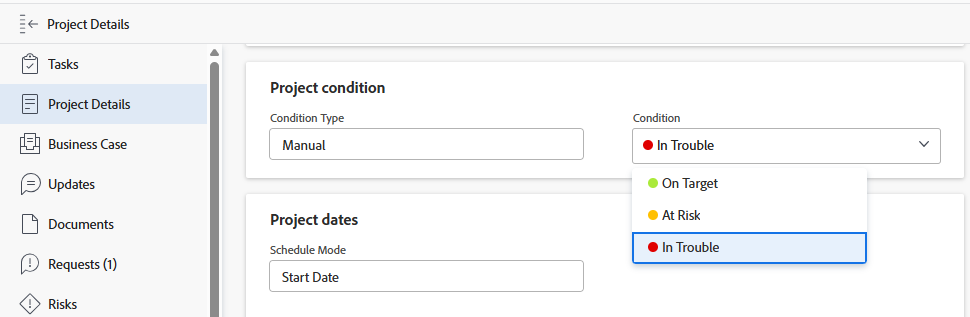 Project Details
Tasks
Project Details
Business Case
Updates
Documents
Requests (1)
Risks
Project condition
Condition Type
Condition
Manual
In Trouble
On Target
At Risk
In Trouble
Project dates
Schedule Mode
Start Date